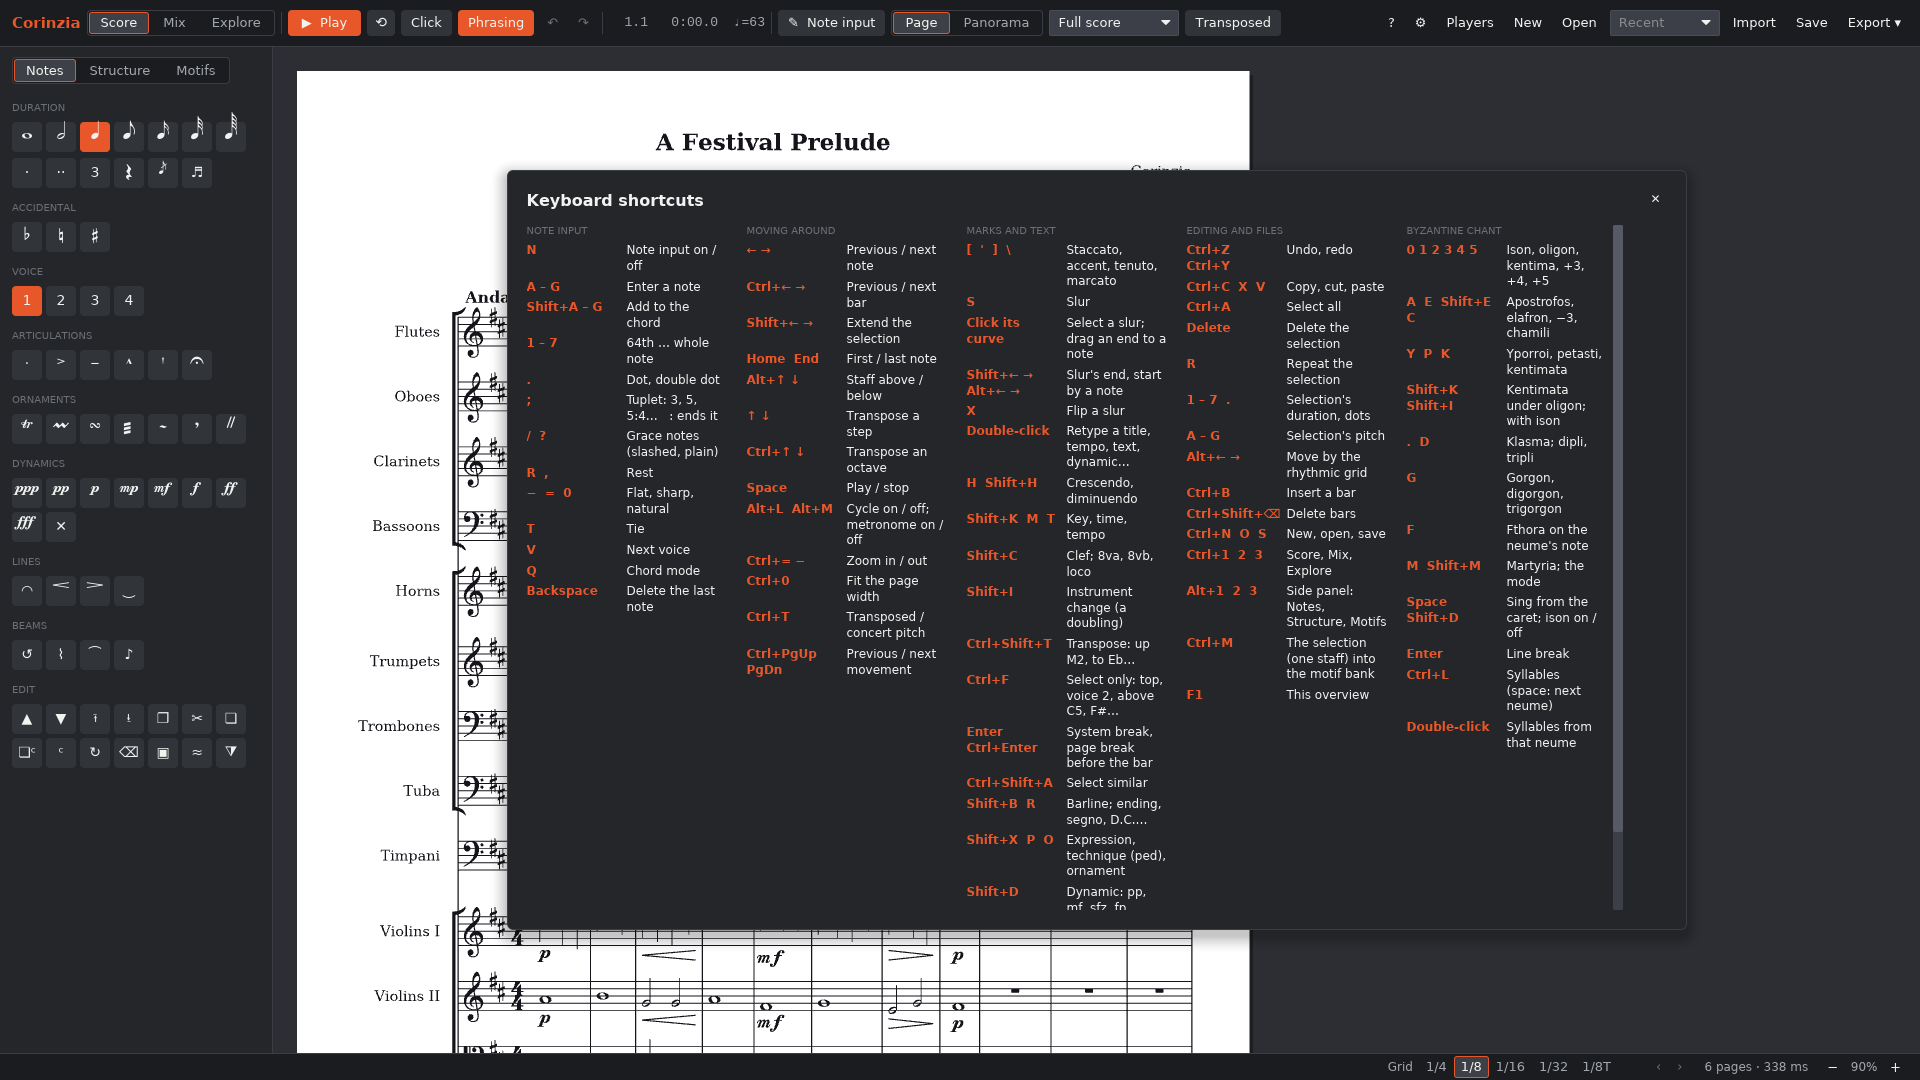 Corinzia Score Mix Explore ▶ Play ⟲ Click Phrasing ↶ ↷ 1.1 0:00.0 ♩=63 ✎ Note input Page Panorama Full score Transposed ? ⚙ Players New Open Recent Import Save Export ▾
Notes Structure Motifs
DURATION
3
ACCIDENTAL
♭ ♮ ♯
VOICE
1 2 3 4
ARTICULATIONS
ORNAMENTS
tr
DYNAMICS
ppp pp p mp mf f ff
fff ✕
LINES
BEAMS
EDIT
A Festival Prelude
Corinzia
Anda
Flutes
Oboes
Clarinets
Bassoons
Horns
Trumpets
Trombones
Tuba
Timpani
Violins I
p mf p
Violins II
4
4
p mf p
Keyboard shortcuts ×
NOTE INPUT
N Note input on /
off
A – G Enter a note
Shift+A – G Add to the
chord
1 – 7 64th … whole
note
. Dot, double dot
; Tuplet: 3, 5,
5:4… : ends it
/ ? Grace notes
(slashed, plain)
R , Rest
− = 0 Flat, sharp,
natural
T Tie
V Next voice
Q Chord mode
Backspace Delete the last
note
MOVING AROUND
← → Previous / next
note
Ctrl+← → Previous / next
bar
Shift+← → Extend the
selection
Home End First / last note
Alt+↑ ↓ Staff above /
below
↑ ↓ Transpose a
step
Ctrl+↑ ↓ Transpose an
octave
Space Play / stop
Alt+L Alt+M Cycle on / off;
metronome on /
off
Ctrl+= − Zoom in / out
Ctrl+0 Fit the page
width
Ctrl+T Transposed /
concert pitch
Ctrl+PgUp Previous / next
PgDn movement
MARKS AND TEXT
[ ' ] \ Staccato,
accent, tenuto,
marcato
S Slur
Click its Select a slur;
curve drag an end to a
note
Shift+← → Slur's end, start
Alt+← → by a note
X Flip a slur
Double-click Retype a title,
tempo, text,
dynamic…
H Shift+H Crescendo,
diminuendo
Shift+K M T Key, time,
tempo
Shift+C Clef; 8va, 8vb,
loco
Shift+I Instrument
change (a
doubling)
Ctrl+Shift+T Transpose: up
M2, to Eb…
Ctrl+F Select only: top,
voice 2, above
C5, F#…
Enter System break,
Ctrl+Enter page break
before the bar
Ctrl+Shift+A Select similar
Shift+B R Barline; ending,
segno, D.C.…
Shift+X P O Expression,
technique (ped),
ornament
Shift+D Dynamic: pp,
mf, sfz, fp
EDITING AND FILES
Ctrl+Z Undo, redo
Ctrl+Y
Ctrl+C X V Copy, cut, paste
Ctrl+A Select all
Delete Delete the
selection
R Repeat the
selection
1 – 7 . Selection's
duration, dots
A – G Selection's pitch
Alt+← → Move by the
rhythmic grid
Ctrl+B Insert a bar
Ctrl+Shift+⌫ Delete bars
Ctrl+N O S New, open, save
Ctrl+1 2 3 Score, Mix,
Explore
Alt+1 2 3 Side panel:
Notes,
Structure, Motifs
Ctrl+M The selection
(one staff) into
the motif bank
F1 This overview
BYZANTINE CHANT
0 1 2 3 4 5 Ison, oligon,
kentima, +3,
+4, +5
A E Shift+E Apostrofos,
C elafron, −3,
chamili
Y P K Yporroi, petasti,
kentimata
Shift+K Kentimata
Shift+I under oligon;
with ison
. D Klasma; dipli,
tripli
G Gorgon,
digorgon,
trigorgon
F Fthora on the
neume's note
M Shift+M Martyria; the
mode
Space Sing from the
Shift+D caret; ison on /
off
Enter Line break
Ctrl+L Syllables
(space: next
neume)
Double-click Syllables from
that neume
Grid 1/4 1/8 1/16 1/32 1/8T ‹ › 6 pages · 338 ms − 90% +